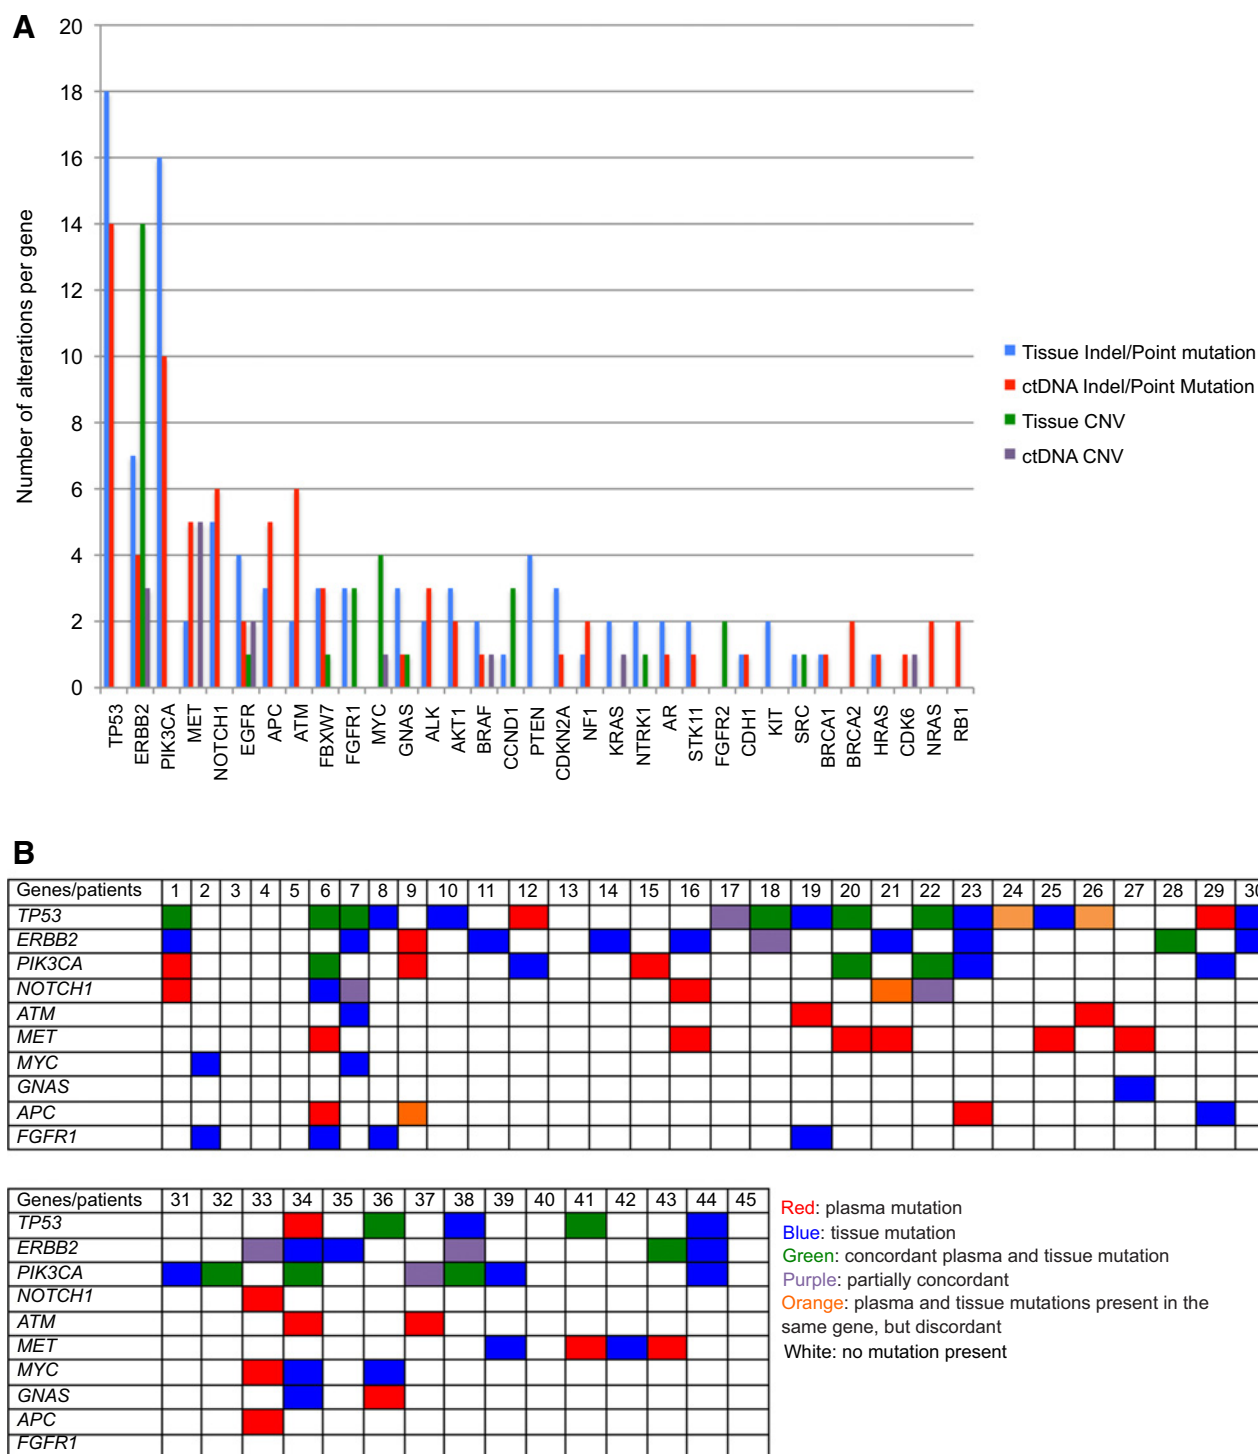 A
20
18
16
14
12
10
8
6
4
2
0
Number of alterations per gene
TP53 ERBB2 PIK3CA MET NOTCH1 EGFR APC ATM FBXW7 FGFR1 MYC GNAS ALK AKT1 BRAF CCND1 PTEN CDKN2A NF1 KRAS NTRK1 AR STK11 FGFR2 CDH1 KIT SRC BRCA1 BRCA2 HRAS CDK6 NRAS RB1
Tissue Indel/Point mutation
ctDNA Indel/Point Mutation
Tissue CNV
ctDNA CNV
B
Genes/patients 1 2 3 4 5 6 7 8 9 10 11 12 13 14 15 16 17 18 19 20 21 22 23 24 25 26 27 28 29 30
TP53
ERBB2
PIK3CA
NOTCH1
ATM
MET
MYC
GNAS
APC
FGFR1
Genes/patients 31 32 33 34 35 36 37 38 39 40 41 42 43 44 45
TP53
ERBB2
PIK3CA
NOTCH1
ATM
MET
MYC
GNAS
APC
FGFR1
Red: plasma mutation
Blue: tissue mutation
Green: concordant plasma and tissue mutation
Purple: partially concordant
Orange: plasma and tissue mutations present in the
same gene, but discordant
White: no mutation present